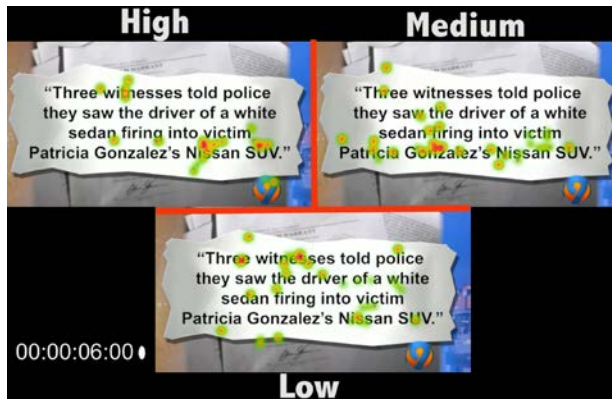 High
Medium
“Three witnesses told police
they saw the driver of a white
sedan firing into victim
Patricia Gonzalez’s Nissan SUV.”
“Three witnesses told police
they saw the driver of a white
sedan firing into victim
Patricia Gonzalez’s Nissan SUV.”
“Three witnesses told police
they saw the driver of a white
sedan firing into victim
Patricia Gonzalez’s Nissan SUV.”
00:00:06:00
Low